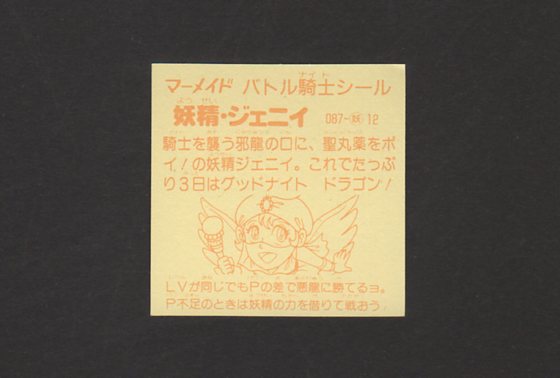 マーメイド バトル騎士シール
妖精・ジェニイ 087-妖 12
騎士を襲う邪龍の口に、聖丸薬をポ
イ!の妖精ジェニイ。これでたっぷ
り3日はグッドナイト ドラゴン!
LVが同じでもPの差で悪龍に勝てるヨ。
P不足のときは妖精の力を借りて戦おう